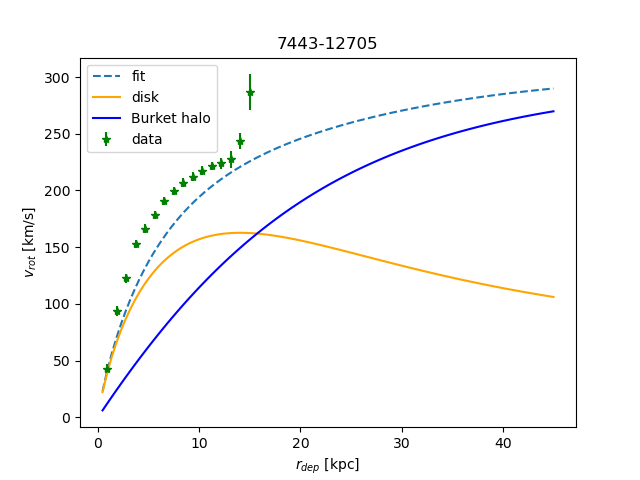 7443-12705
fit
disk
Burket halo
data
300
250
200
150
100
50
0
v_rot [km/s]
0 10 20 30 40
r_dep [kpc]